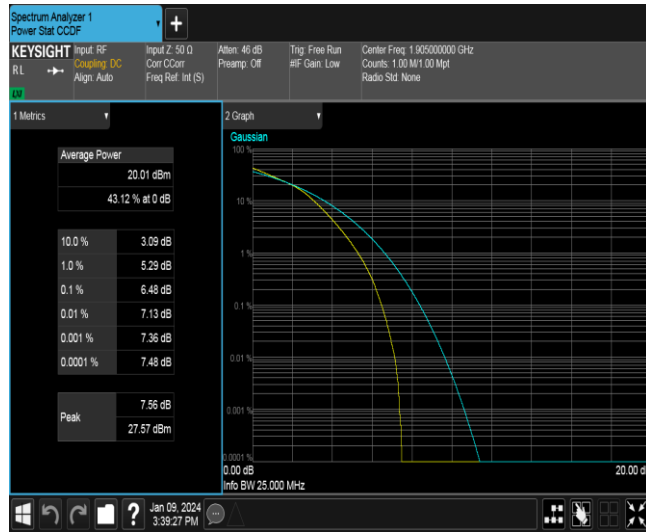 Spectrum Analyzer 1
Power Stat CCDF
+
KEYSIGHT
RL
LXI
Input: RF
Coupling: DC
Align: Auto
Input Z: 50 Ω
Corr CCorr
Freq Ref: Int (S)
Atten: 46 dB
Preamp: Off
Trig: Free Run
#IF Gain: Low
Center Freq: 1.905000000 GHz
Counts: 1.00 M/1.00 Mpt
Radio Std: None
1 Metrics
Average Power
20.01 dBm
43.12 % at 0 dB
10.0 % 3.09 dB
1.0 % 5.29 dB
0.1 % 6.48 dB
0.01 % 7.13 dB
0.001 % 7.36 dB
0.0001 % 7.48 dB
Peak
7.56 dB
27.57 dBm
2 Graph
Gaussian
100 %
10 %
1 %
0.1 %
0.01 %
0.001 %
0.0001 %
0.00 dB
20.00 dB
Info BW 25.000 MHz
?
Jan 09, 2024
3:39:27 PM